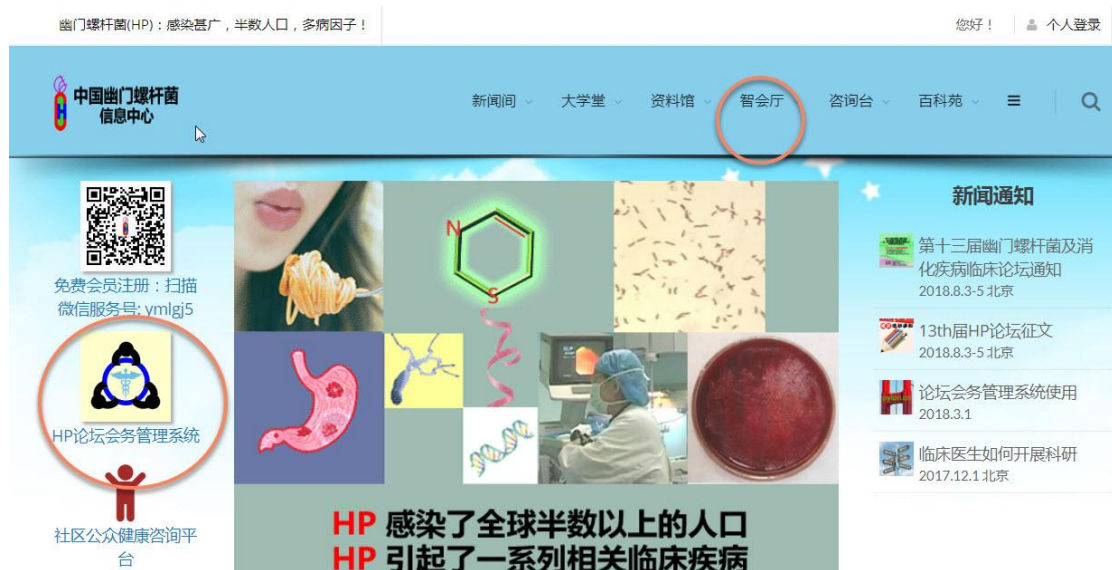 幽门螺杆菌(HP)：感染甚广，半数人口，多病因子！
您好！ 个人登录
中国幽门螺杆菌
信息中心
新闻间 大学堂 资料馆 智会厅 咨询台 百科苑
免费会员注册：扫描
微信服务号: ymlgj5
HP论坛会务管理系统
社区公众健康咨询平
台
N
S
HP 感染了全球半数以上的人口
HP 引起了一系列相关临床疾病
新闻通知
第十三届幽门螺杆菌及消
化疾病临床论坛通知
2018.8.3-5 北京
13th届HP论坛征文
2018.8.3-5 北京
论坛会务管理系统使用
2018.3.1
临床医生如何开展科研
2017.12.1 北京